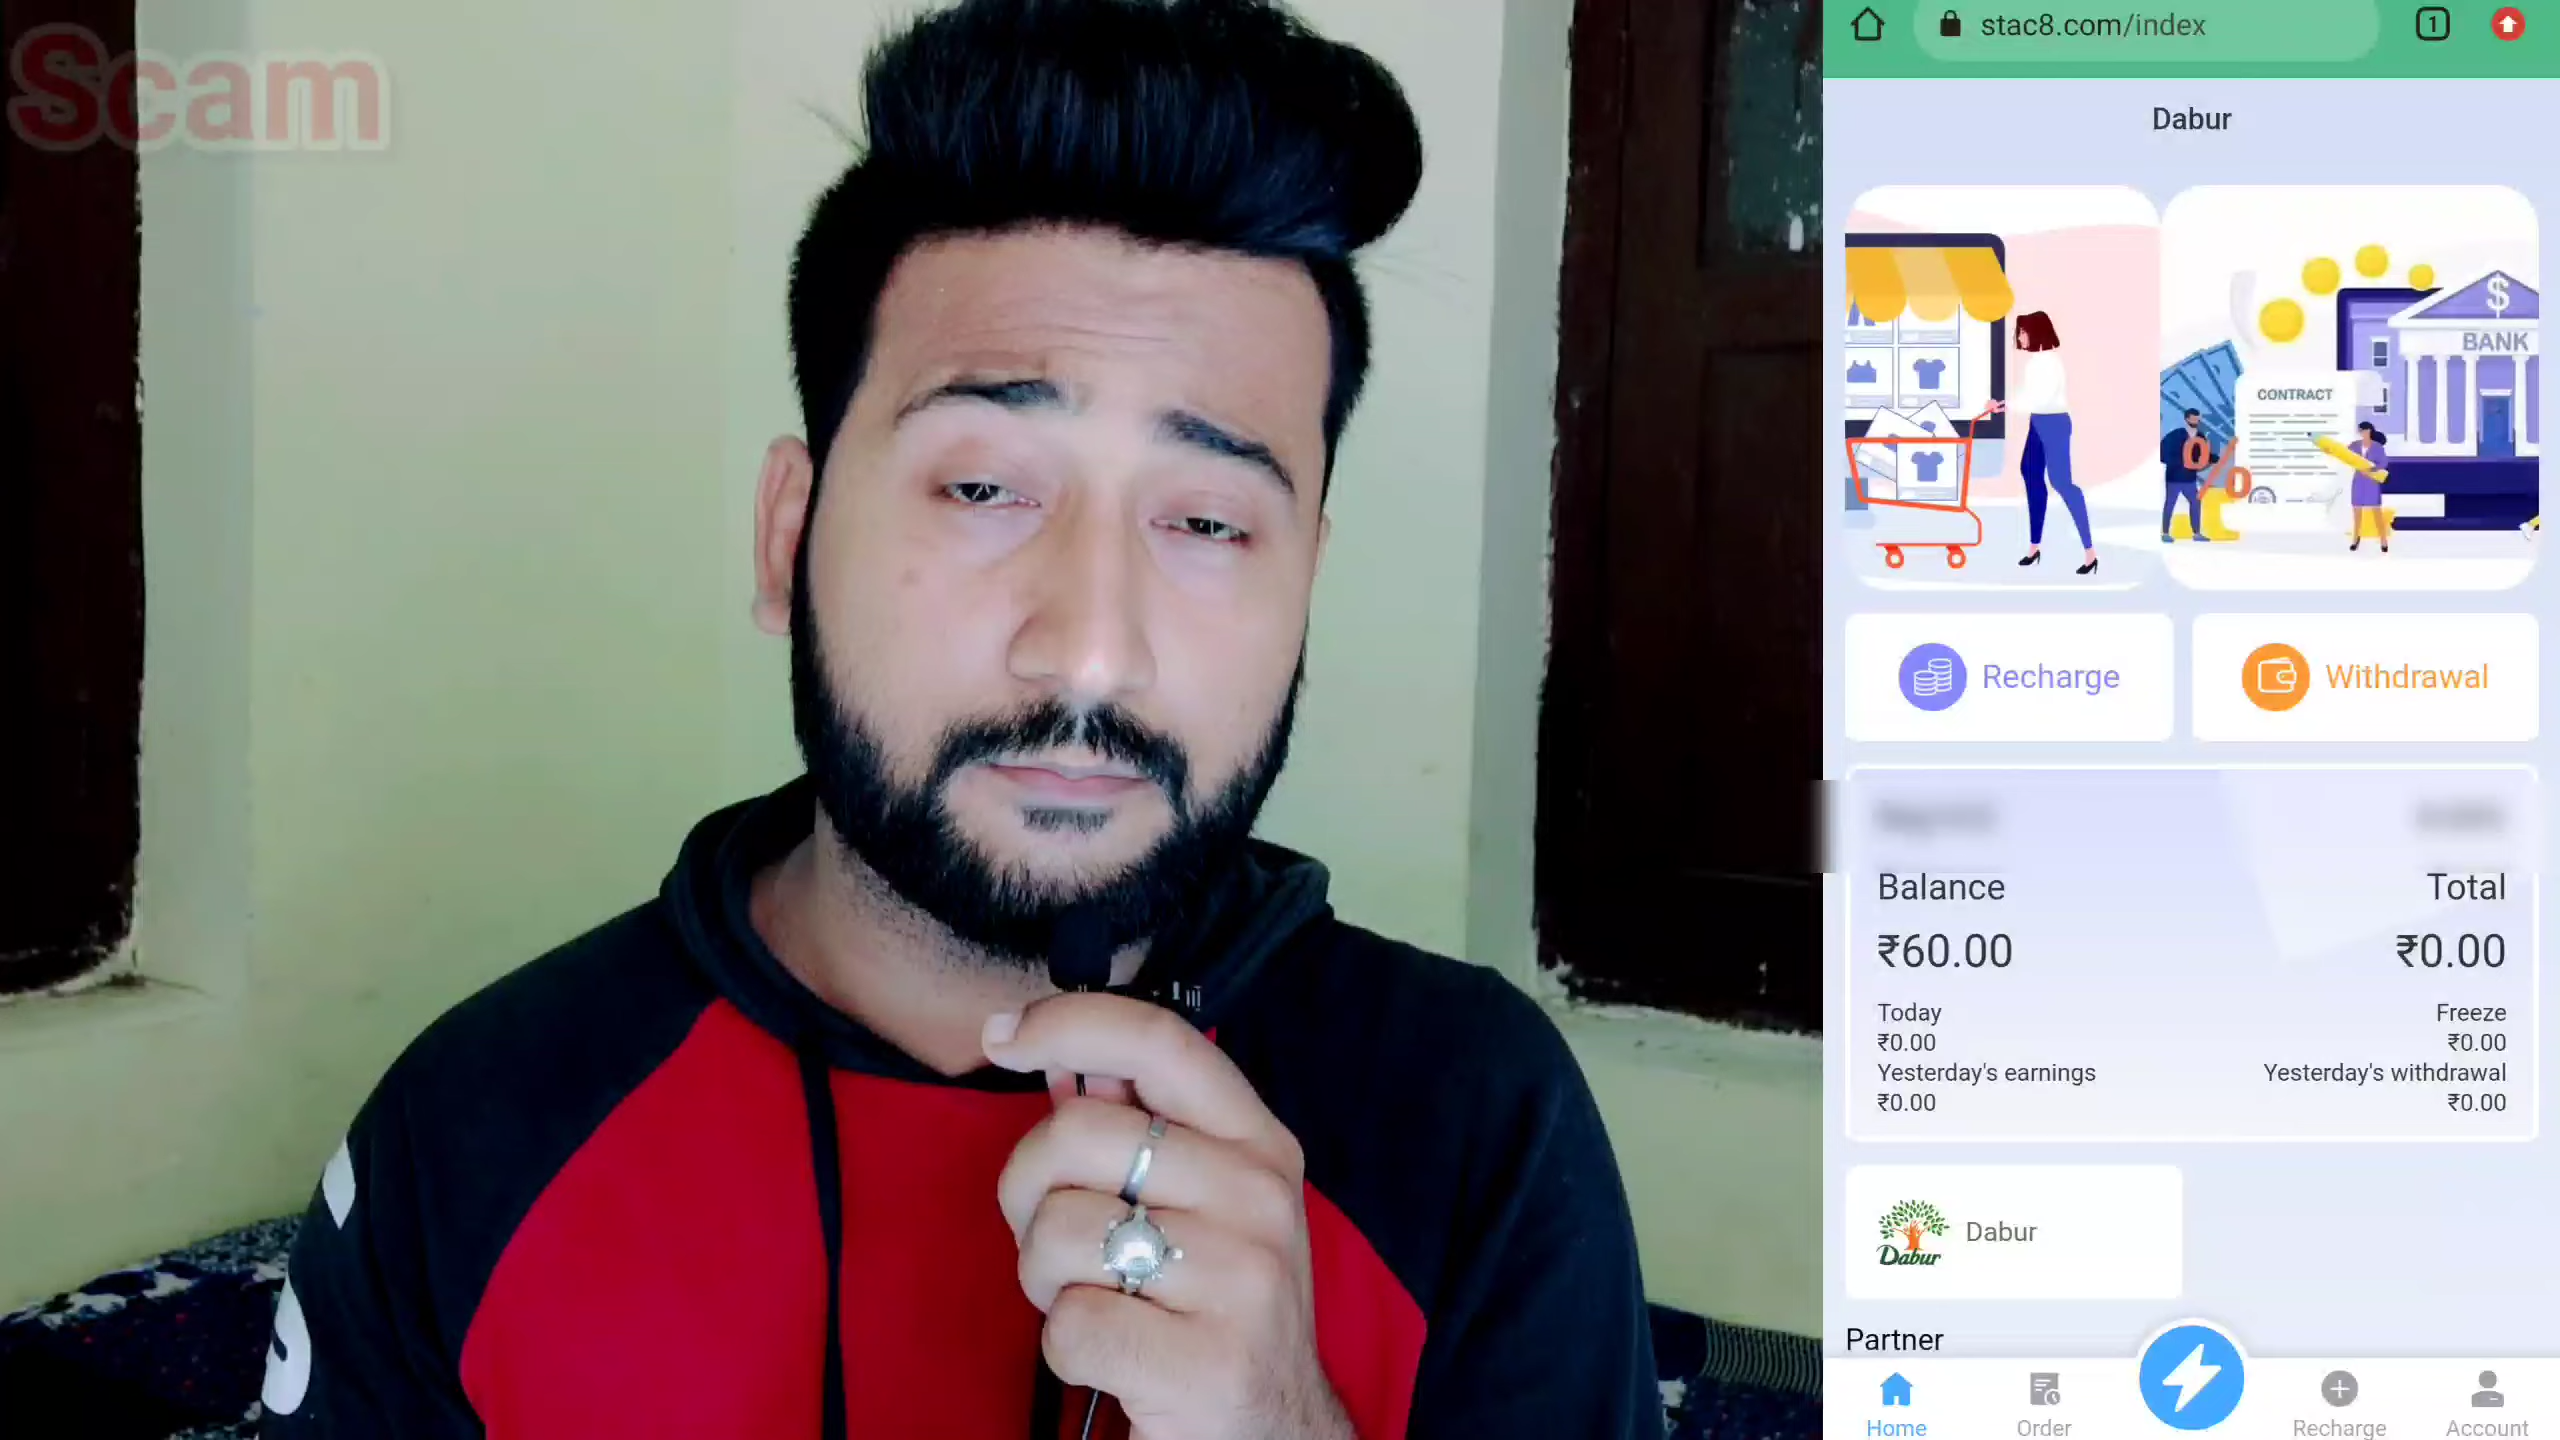 Scam
stac8.com/index
1
Dabur
BANK
CONTRACT
Recharge
Withdrawal
Balance
Total
₹60.00
₹0.00
Today
Freeze
₹0.00
₹0.00
Yesterday's earnings
Yesterday's withdrawal
₹0.00
₹0.00
Dabur
Dabur
Partner
Home
Order
Recharge
Account